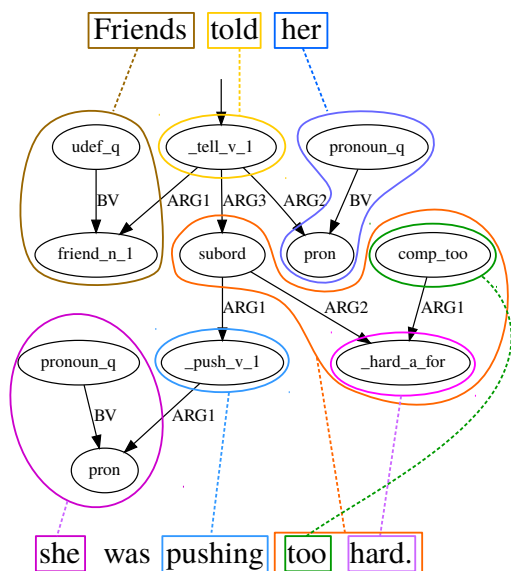 Friends told her
udef_q _tell_v_1 pronoun_q
BV ARG1 ARG3 ARG2 BV
friend_n_1 subord pron comp_too
ARG1 ARG2 ARG1
pronoun_q _push_v_1 _hard_a_for
BV ARG1
pron
she was pushing too hard.